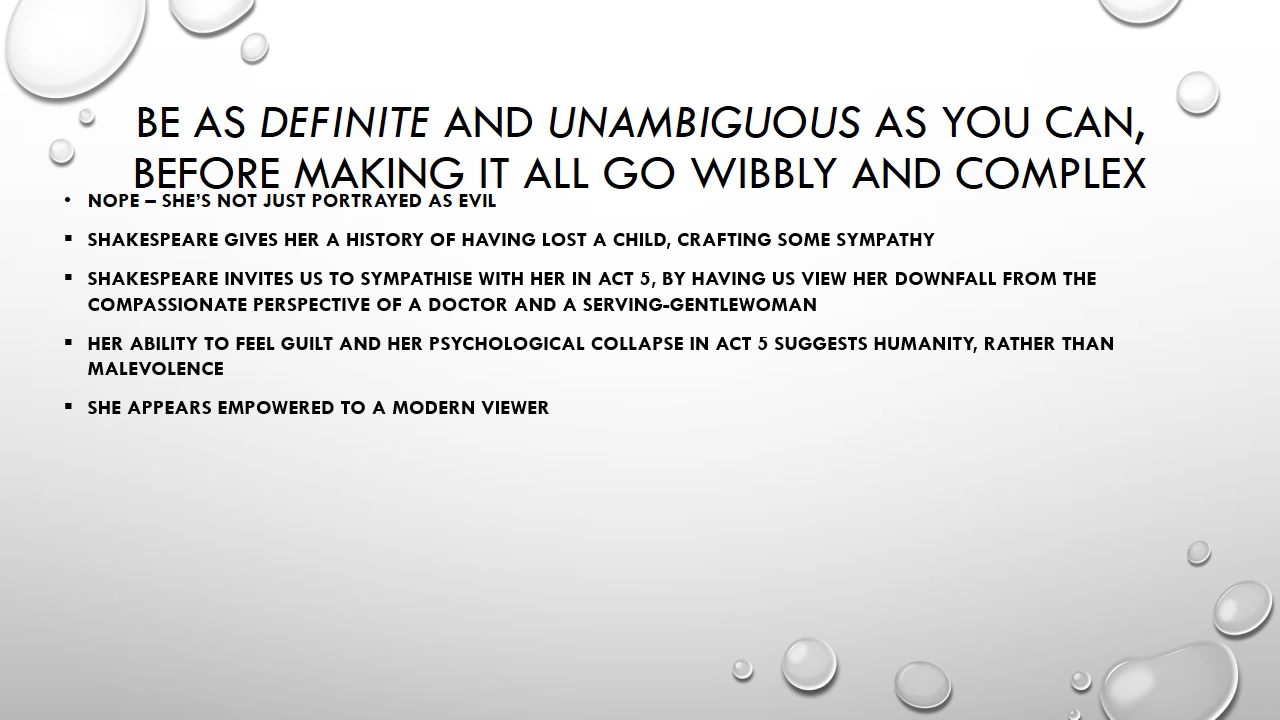 BE AS DEFINITE AND UNAMBIGUOUS AS YOU CAN,
BEFORE MAKING IT ALL GO WIBBLY AND COMPLEX
• NOPE – SHE’S NOT JUST PORTRAYED AS EVIL
▪ SHAKESPEARE GIVES HER A HISTORY OF HAVING LOST A CHILD, CRAFTING SOME SYMPATHY
▪ SHAKESPEARE INVITES US TO SYMPATHISE WITH HER IN ACT 5, BY HAVING US VIEW HER DOWNFALL FROM THE
COMPASSIONATE PERSPECTIVE OF A DOCTOR AND A SERVING-GENTLEWOMAN
▪ HER ABILITY TO FEEL GUILT AND HER PSYCHOLOGICAL COLLAPSE IN ACT 5 SUGGESTS HUMANITY, RATHER THAN
MALEVOLENCE
▪ SHE APPEARS EMPOWERED TO A MODERN VIEWER